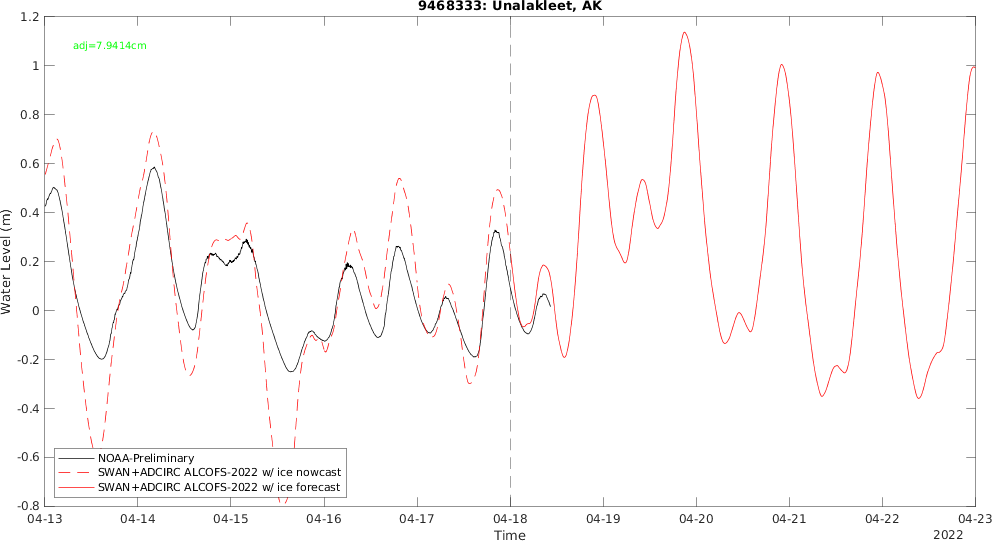 9468333: Unalakleet, AK
adj=7.9414cm
1.2
1
0.8
0.6
0.4
0.2
0
-0.2
-0.4
-0.6
-0.8
Water Level (m)
NOAA-Preliminary
SWAN+ADCIRC ALCOFS-2022 w/ ice nowcast
SWAN+ADCIRC ALCOFS-2022 w/ ice forecast
04-13 04-14 04-15 04-16 04-17 04-18 04-19 04-20 04-21 04-22 04-23
Time
2022